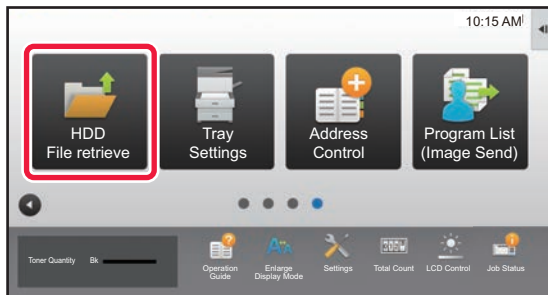 10:15 AM
HDD
File retrieve
Tray
Settings
Address
Control
Program List
(Image Send)
Toner Quantity
Bk
Operation
Guide
Enlarge
Display Mode
Settings
Total Count
LCD Control
Job Status